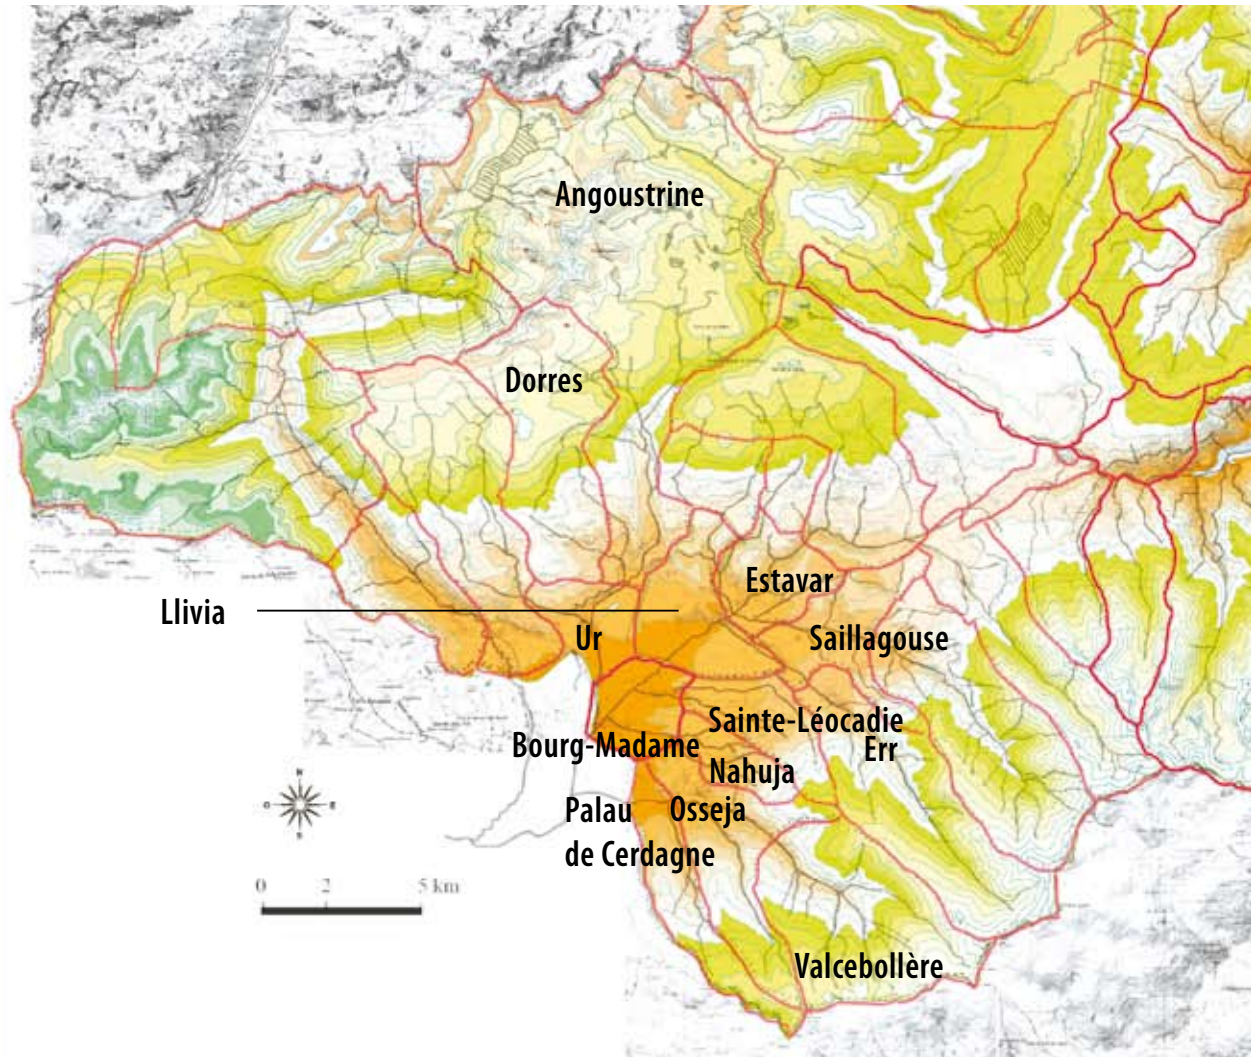 Angoustrine
Dorres
Estavar
Llivia
Ur
Saillagouse
Sainte-Léocadie
Bourg-Madame
Err
Nahuja
Palau
de Cerdagne
Osseja
N
O
E
S
0 2 5 km
Valcebollère